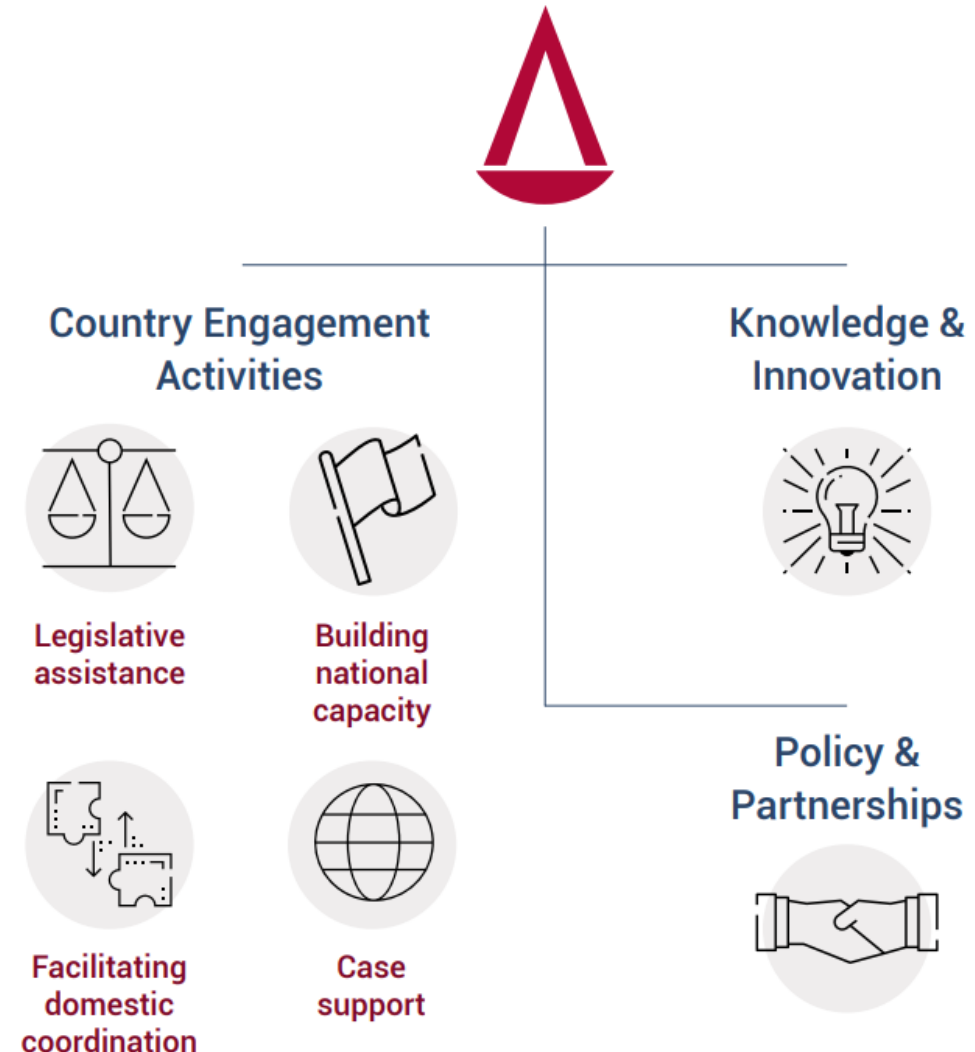 Country Engagement
Activities
Legislative
assistance
Building
national
capacity
Facilitating
domestic
coordination
Case
support
Knowledge &
Innovation
Policy &
Partnerships